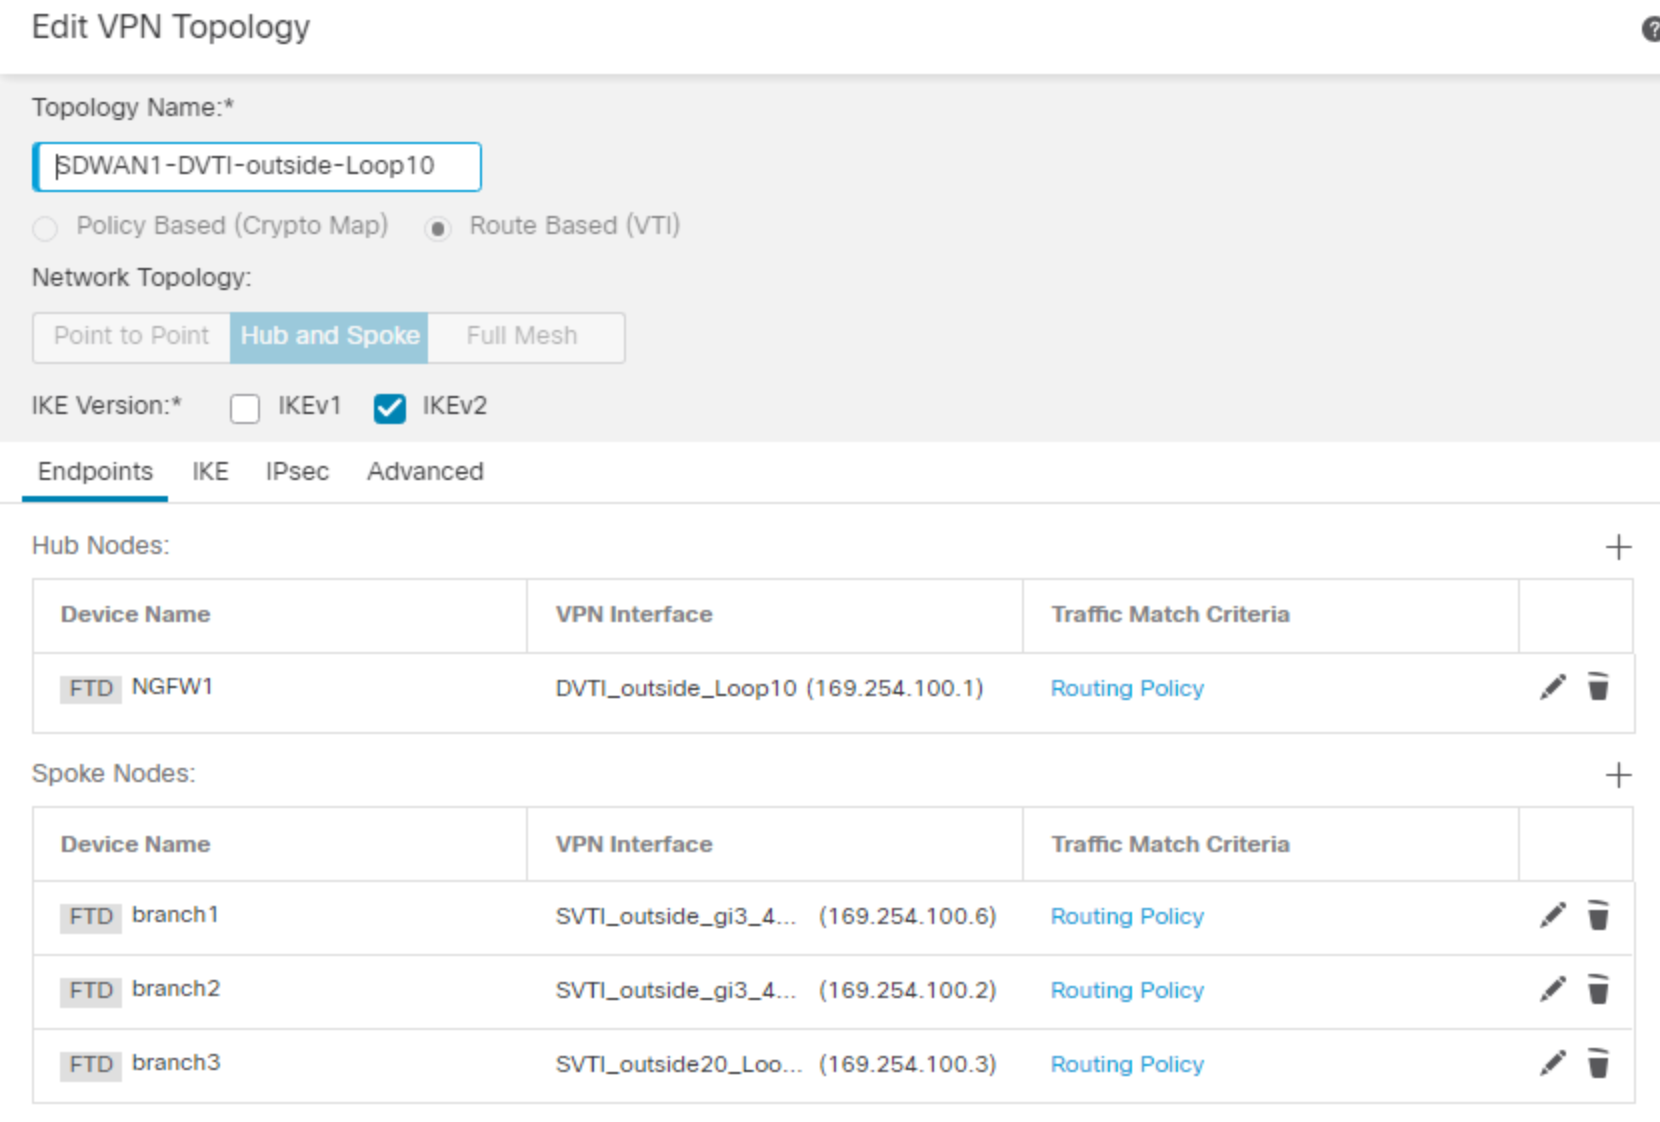 Edit VPN Topology
?
Topology Name:*
SDWAN1-DVTI-outside-Loop10
Policy Based (Crypto Map) Route Based (VTI)
Network Topology:
Point to Point Hub and Spoke Full Mesh
IKE Version:* IKEv1 IKEv2
Endpoints IKE IPsec Advanced
Hub Nodes:
Device Name VPN Interface Traffic Match Criteria
FTD NGFW1 DVTI_outside_Loop10 (169.254.100.1) Routing Policy
Spoke Nodes:
Device Name VPN Interface Traffic Match Criteria
FTD branch1 SVTI_outside_gi3_4... (169.254.100.6) Routing Policy
FTD branch2 SVTI_outside_gi3_4... (169.254.100.2) Routing Policy
FTD branch3 SVTI_outside20_Loo... (169.254.100.3) Routing Policy